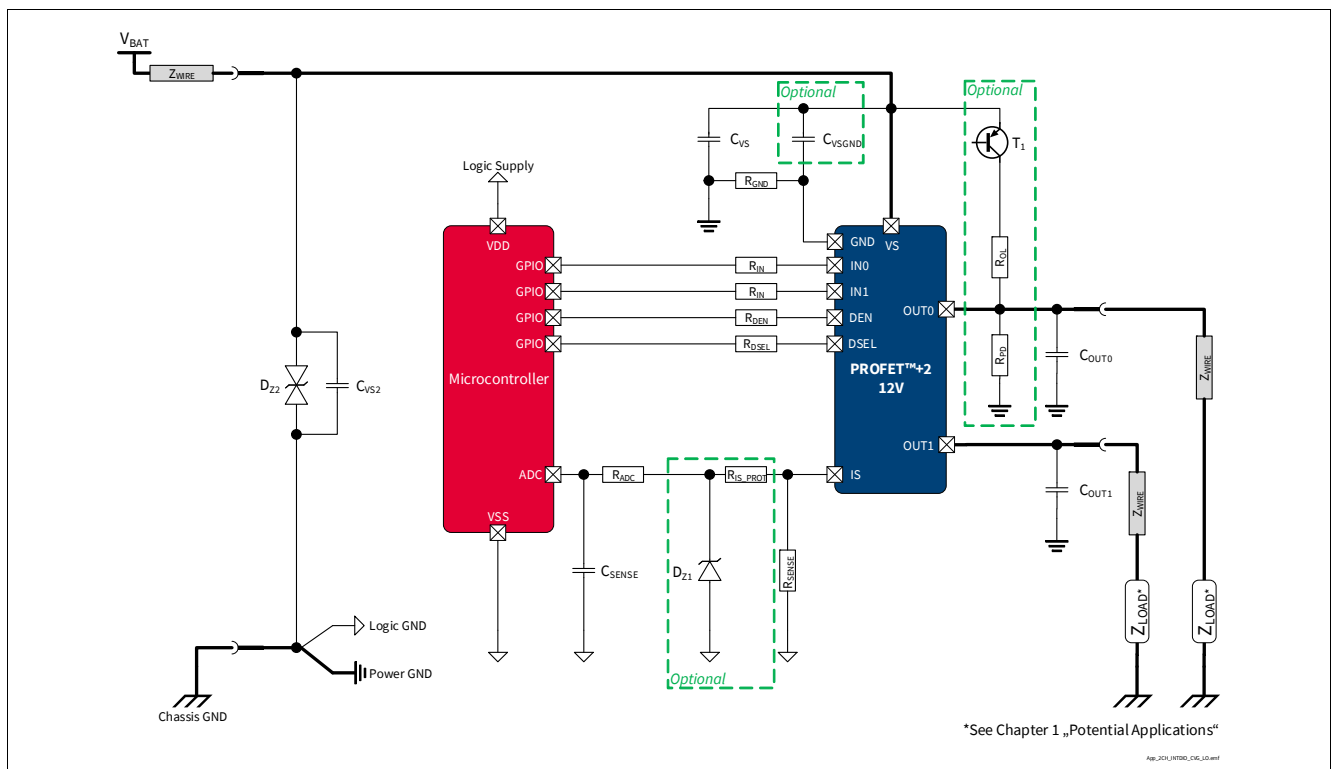 VBAT
ZWIRE
Optional
Optional
CVS
CVSGND
T1
Logic Supply
RGND
VDD
GND
VS
GPIO
RIN
IN0
ROL
GPIO
RIN
IN1
GPIO
RDEN
DEN
OUT0
GPIO
RDSEL
DSEL
RPD
COUT0
ZWIRE
DZ2
CVS2
Microcontroller
PROFET™+2
12V
OUT1
ADC
RADC
RIS_PROT
IS
COUT1
ZWIRE
VSS
CSENSE
DZ1
RSENSE
ZLOAD*
ZLOAD*
Logic GND
Power GND
Optional
Chassis GND
*See Chapter 1 „Potential Applications“
App_2CH_INTDIO_CVG_LO.emf